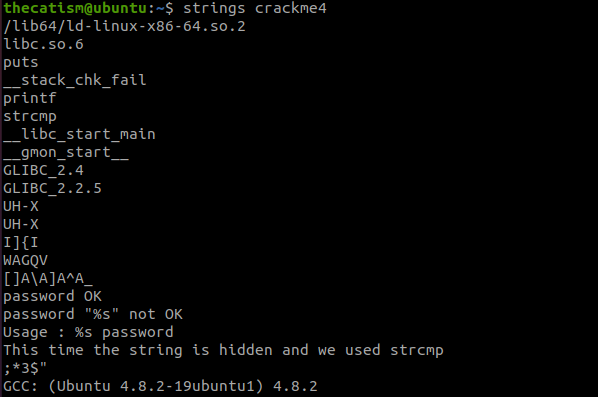 thecatism@ubuntu:~$ strings crackme4
/lib64/ld-linux-x86-64.so.2
libc.so.6
puts
__stack_chk_fail
printf
strcmp
__libc_start_main
__gmon_start__
GLIBC_2.4
GLIBC_2.2.5
UH-X
UH-X
I]{I
WAGQV
[]A\A]A^A_
password OK
password "%s" not OK
Usage : %s password
This time the string is hidden and we used strcmp
;*3$"
GCC: (Ubuntu 4.8.2-19ubuntu1) 4.8.2